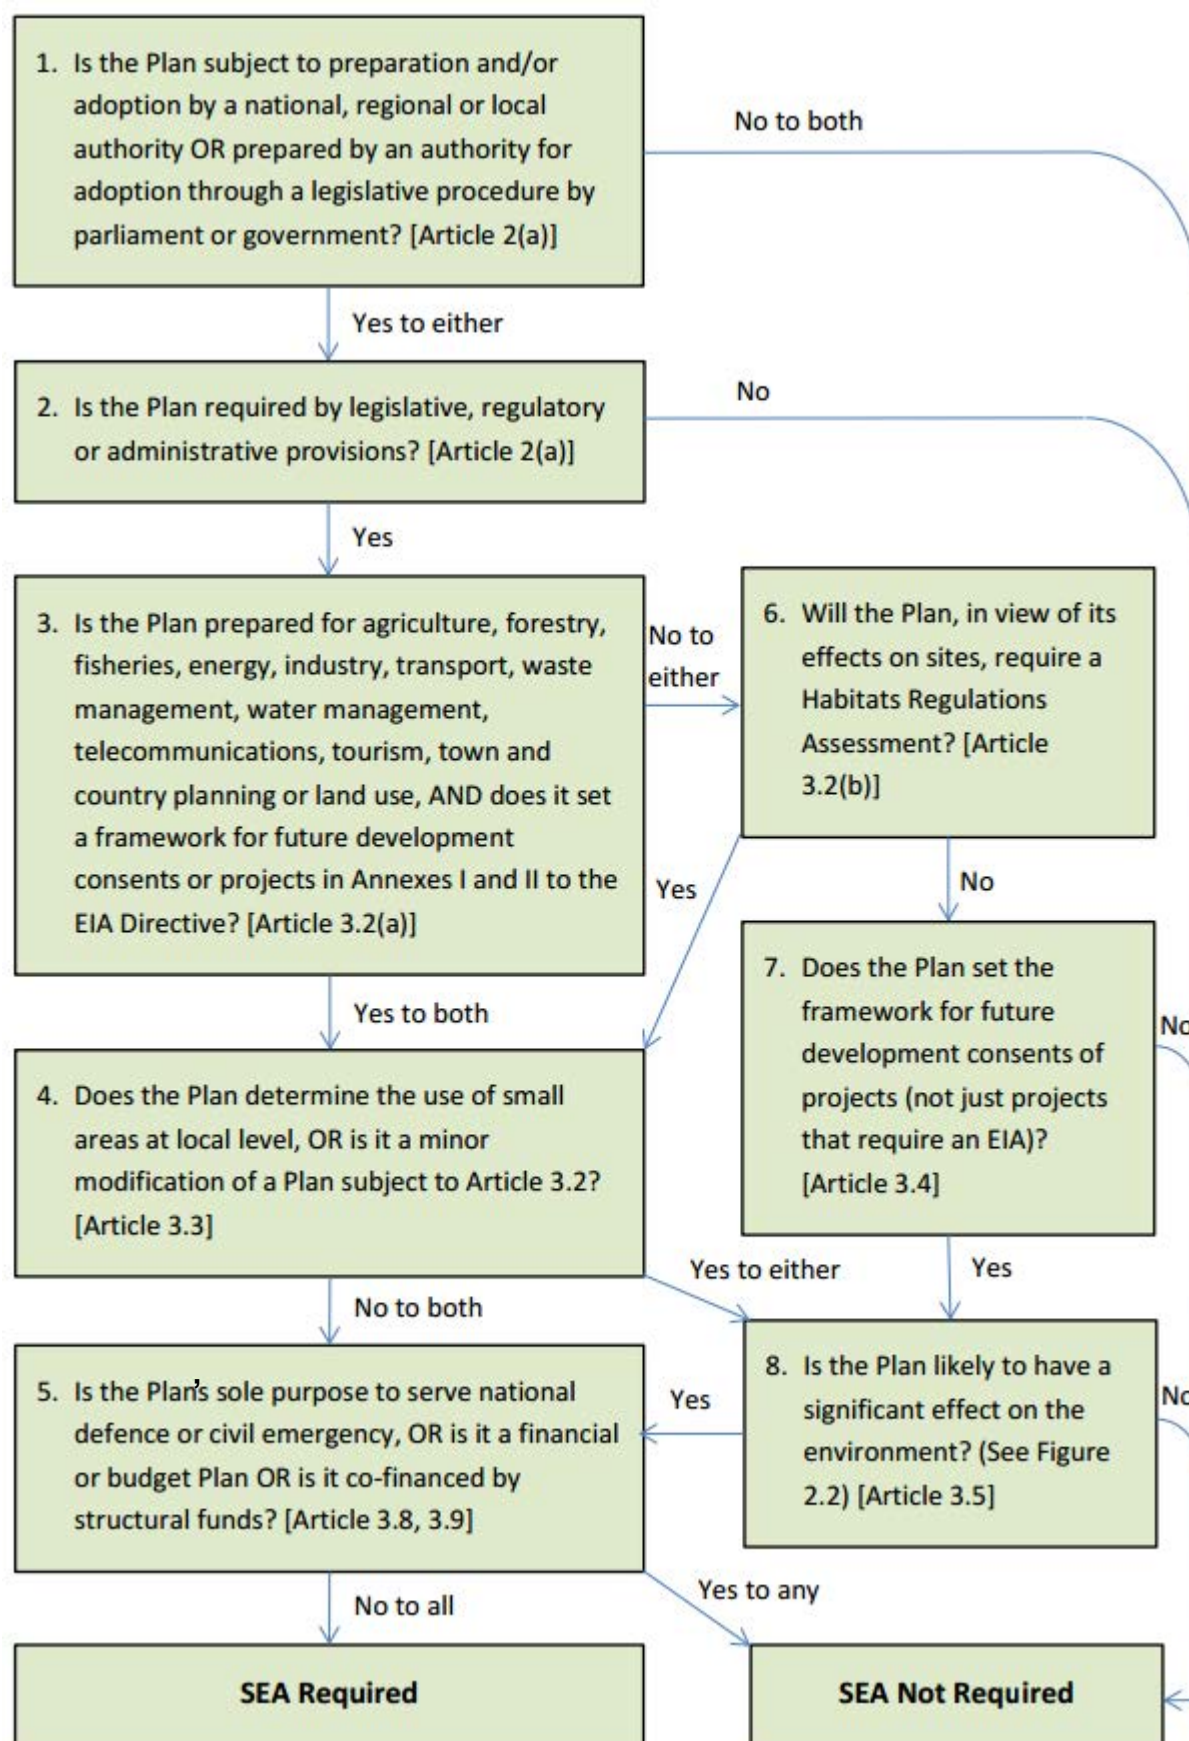 1. Is the Plan subject to preparation and/or
adoption by a national, regional or local
authority OR prepared by an authority for
adoption through a legislative procedure by
parliament or government? [Article 2(a)]
No to both
Yes to either
2. Is the Plan required by legislative, regulatory
or administrative provisions? [Article 2(a)]
No
Yes
3. Is the Plan prepared for agriculture, forestry,
fisheries, energy, industry, transport, waste
management, water management,
telecommunications, tourism, town and
country planning or land use, AND does it set
a framework for future development
consents or projects in Annexes I and II to the
EIA Directive? [Article 3.2(a)]
No to
either
6. Will the Plan, in view of its
effects on sites, require a
Habitats Regulations
Assessment? [Article
3.2(b)]
Yes
No
Yes to both
7. Does the Plan set the
framework for future
development consents of
projects (not just projects
that require an EIA)?
[Article 3.4]
No
4. Does the Plan determine the use of small
areas at local level, OR is it a minor
modification of a Plan subject to Article 3.2?
[Article 3.3]
Yes to either
Yes
No to both
5. Is the Plan's sole purpose to serve national
defence or civil emergency, OR is it a financial
or budget Plan OR is it co-financed by
structural funds? [Article 3.8, 3.9]
Yes
8. Is the Plan likely to have a
significant effect on the
environment? (See Figure
2.2) [Article 3.5]
No
No to all
Yes to any
SEA Required
SEA Not Required